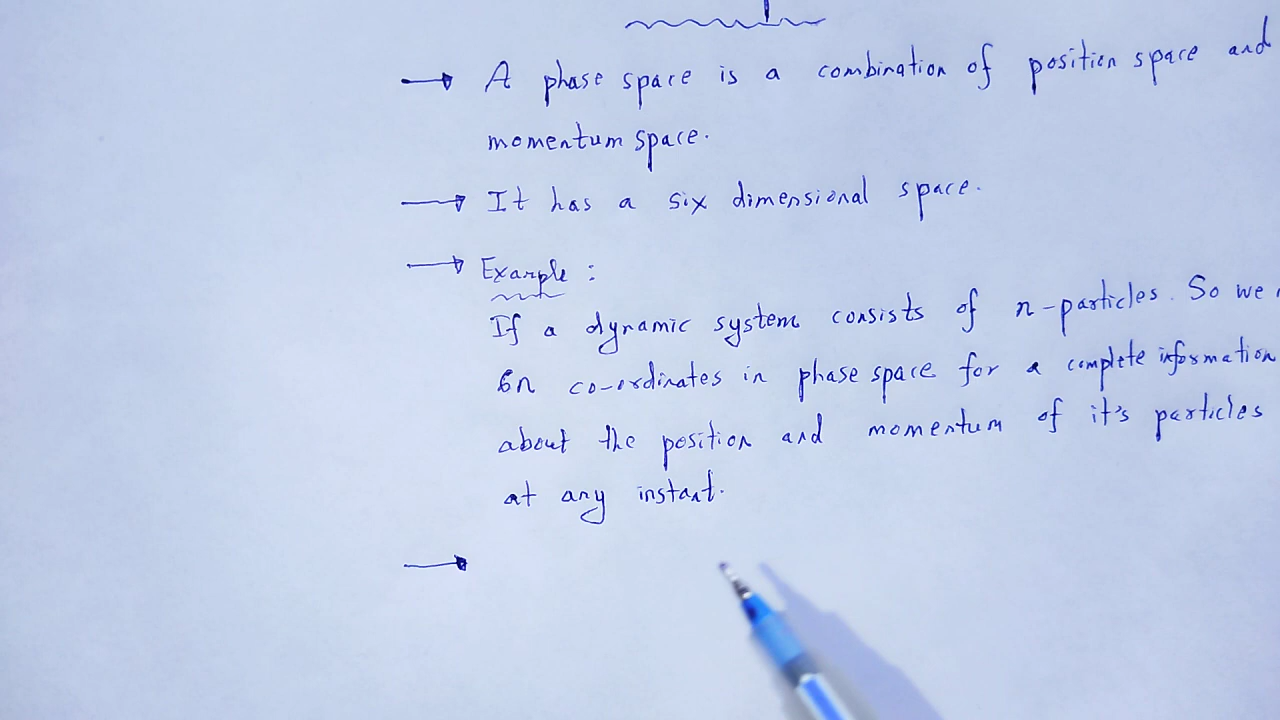 → A phase space is a combination of position space and
momentum space.
→ It has a six dimensional space.
→ Example :
If a dynamic system consists of n-particles. So we
6n co-ordinates in phase space for a complete information
about the position and momentum of it's particles
at any instant.
→